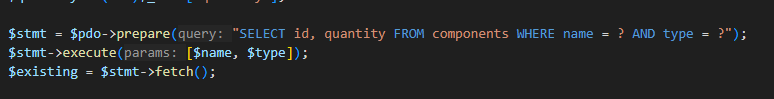 $stmt = $pdo->prepare(query: "SELECT id, quantity FROM components WHERE name = ? AND type = ?");
$stmt->execute(params: [$name, $type]);
$existing = $stmt->fetch();